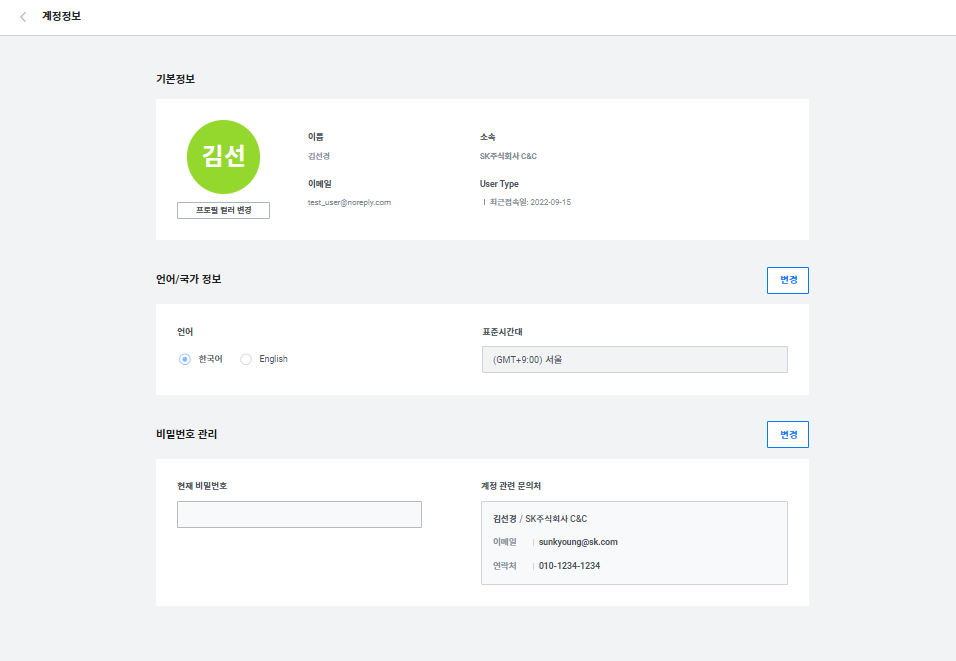 계정정보
기본정보
김선
프로필 컬러 변경
이름
김선경
소속
SK주식회사 C&C
이메일
test_user@noreply.com
User Type
| 최근접속일: 2022-09-15
언어/국가 정보
변경
언어
한국어 English
표준시간대
(GMT+9:00) 서울
비밀번호 관리
변경
현재 비밀번호
계정 관련 문의처
김선경 / SK주식회사 C&C
이메일 | sunkyoung@sk.com
연락처 | 010-1234-1234